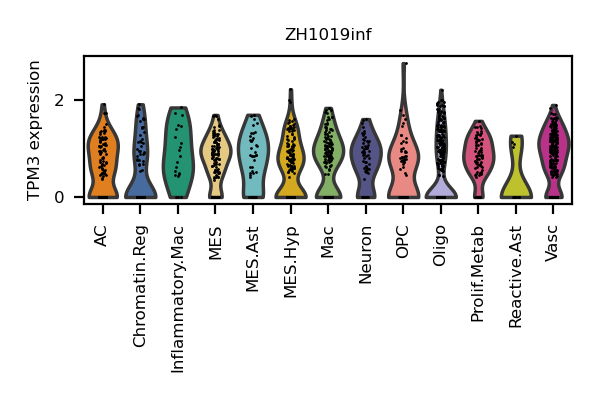 ZH1019inf
TPM3 expression
2
0
AC
Chromatin.Reg
Inflammatory.Mac
MES
MES.Ast
MES.Hyp
Mac
Neuron
OPC
Oligo
Prolif.Metab
Reactive.Ast
Vasc